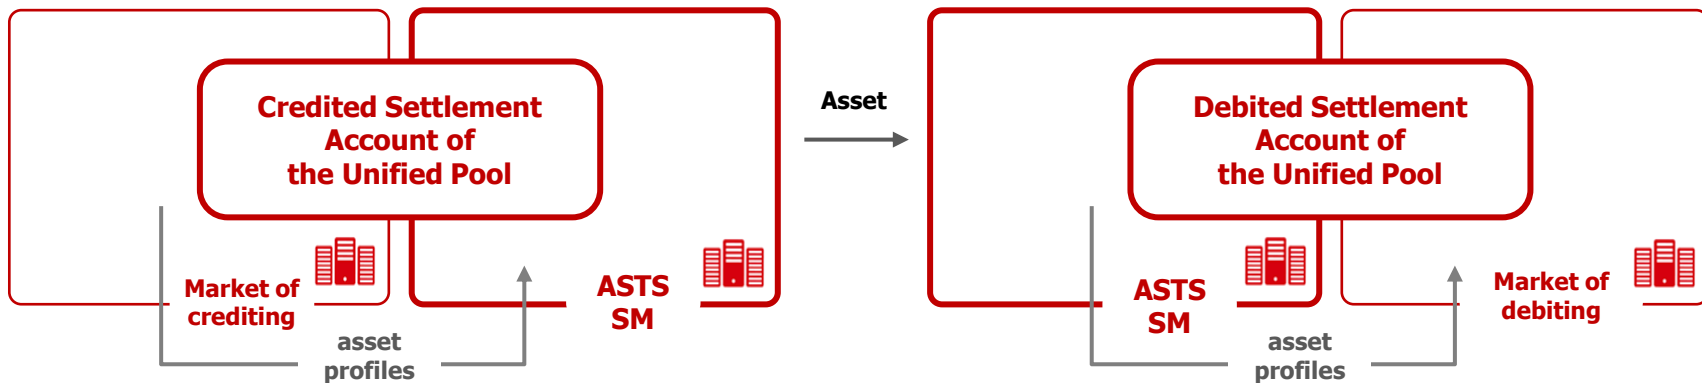 Credited Settlement
Account of
the Unified Pool
Market of
crediting
ASTS
SM
asset
profiles
Asset
Debited Settlement
Account of
the Unified Pool
ASTS
SM
Market of
debiting
asset
profiles